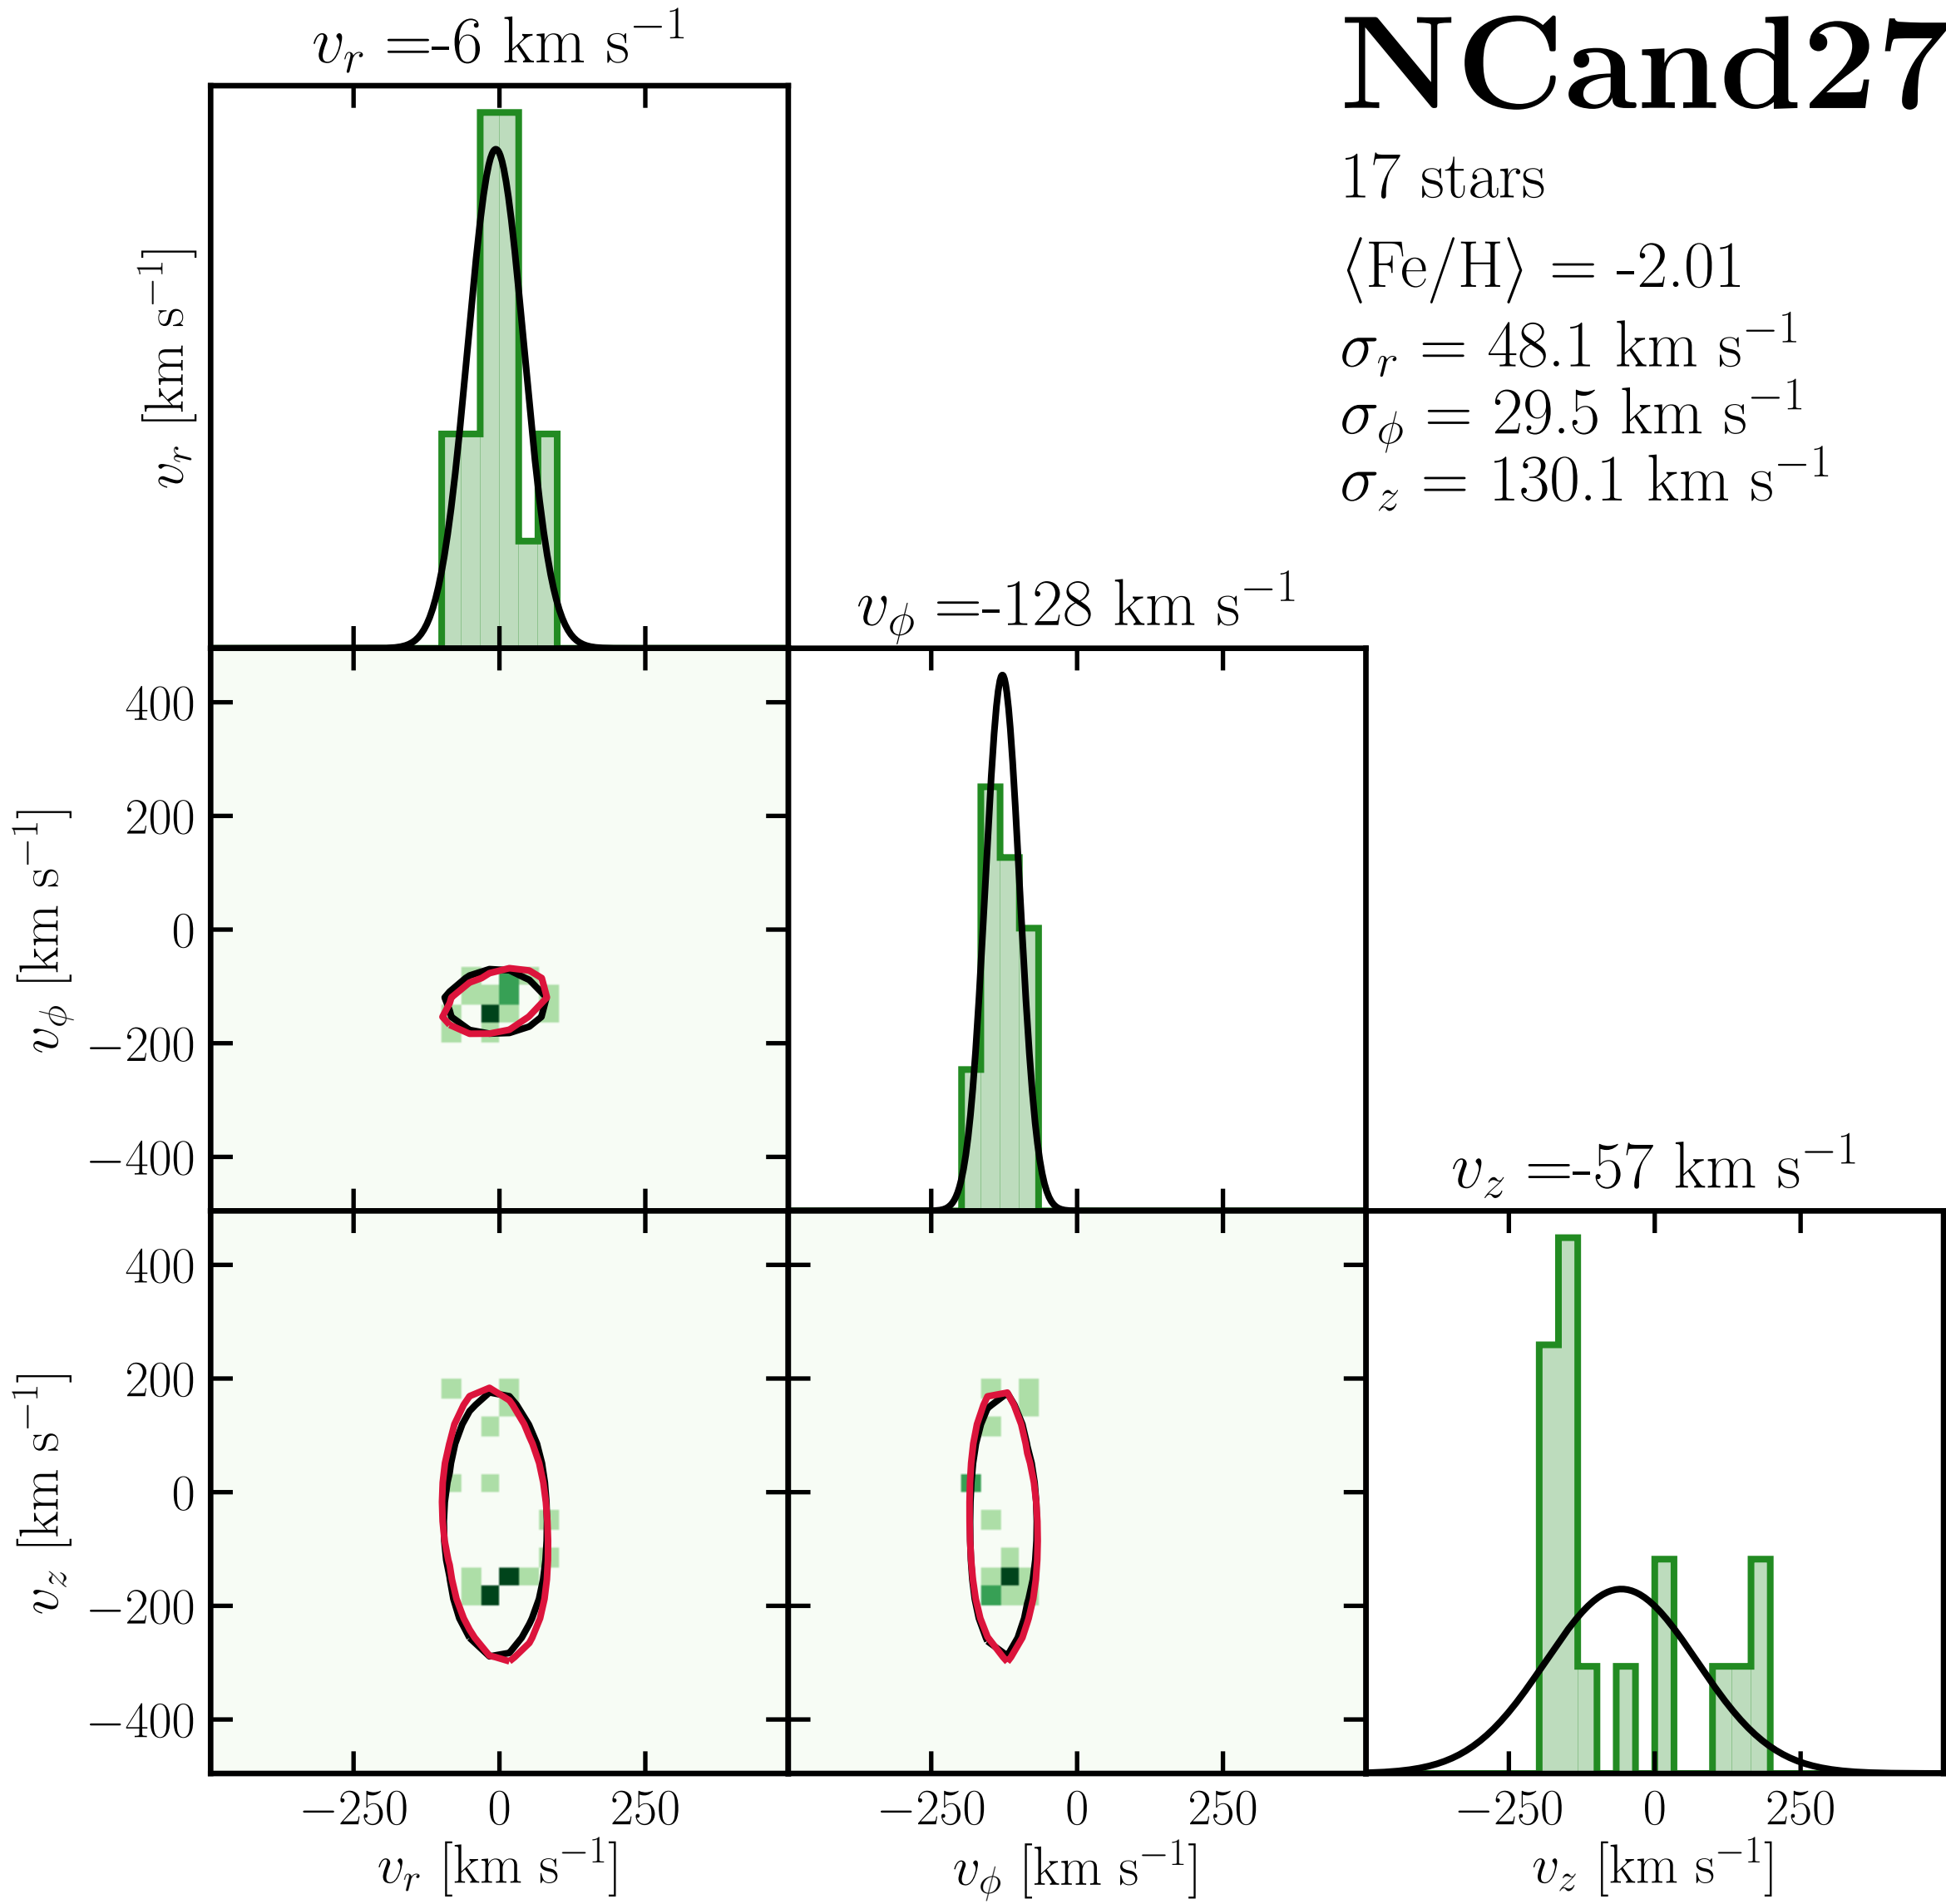 v_r =-6 km s⁻¹
NCand27
17 stars
⟨Fe/H⟩ = -2.01
σ_r = 48.1 km s⁻¹
σ_ϕ = 29.5 km s⁻¹
σ_z = 130.1 km s⁻¹
v_r [km s⁻¹]
v_ϕ =-128 km s⁻¹
400
200
0
−200
−400
v_ϕ [km s⁻¹]
v_z =-57 km s⁻¹
400
200
0
−200
−400
v_z [km s⁻¹]
−250 0 250
−250 0 250
−250 0 250
v_r [km s⁻¹]
v_ϕ [km s⁻¹]
v_z [km s⁻¹]